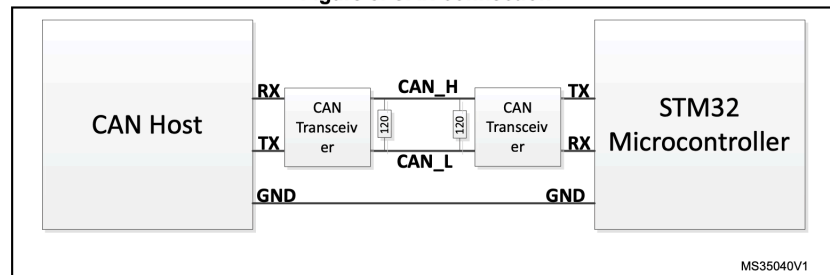 CAN Host
RX
TX
GND
CAN
Transceiv
er
CAN_H
120
120
CAN_L
CAN
Transceiv
er
TX
RX
GND
STM32
Microcontroller
MS35040V1